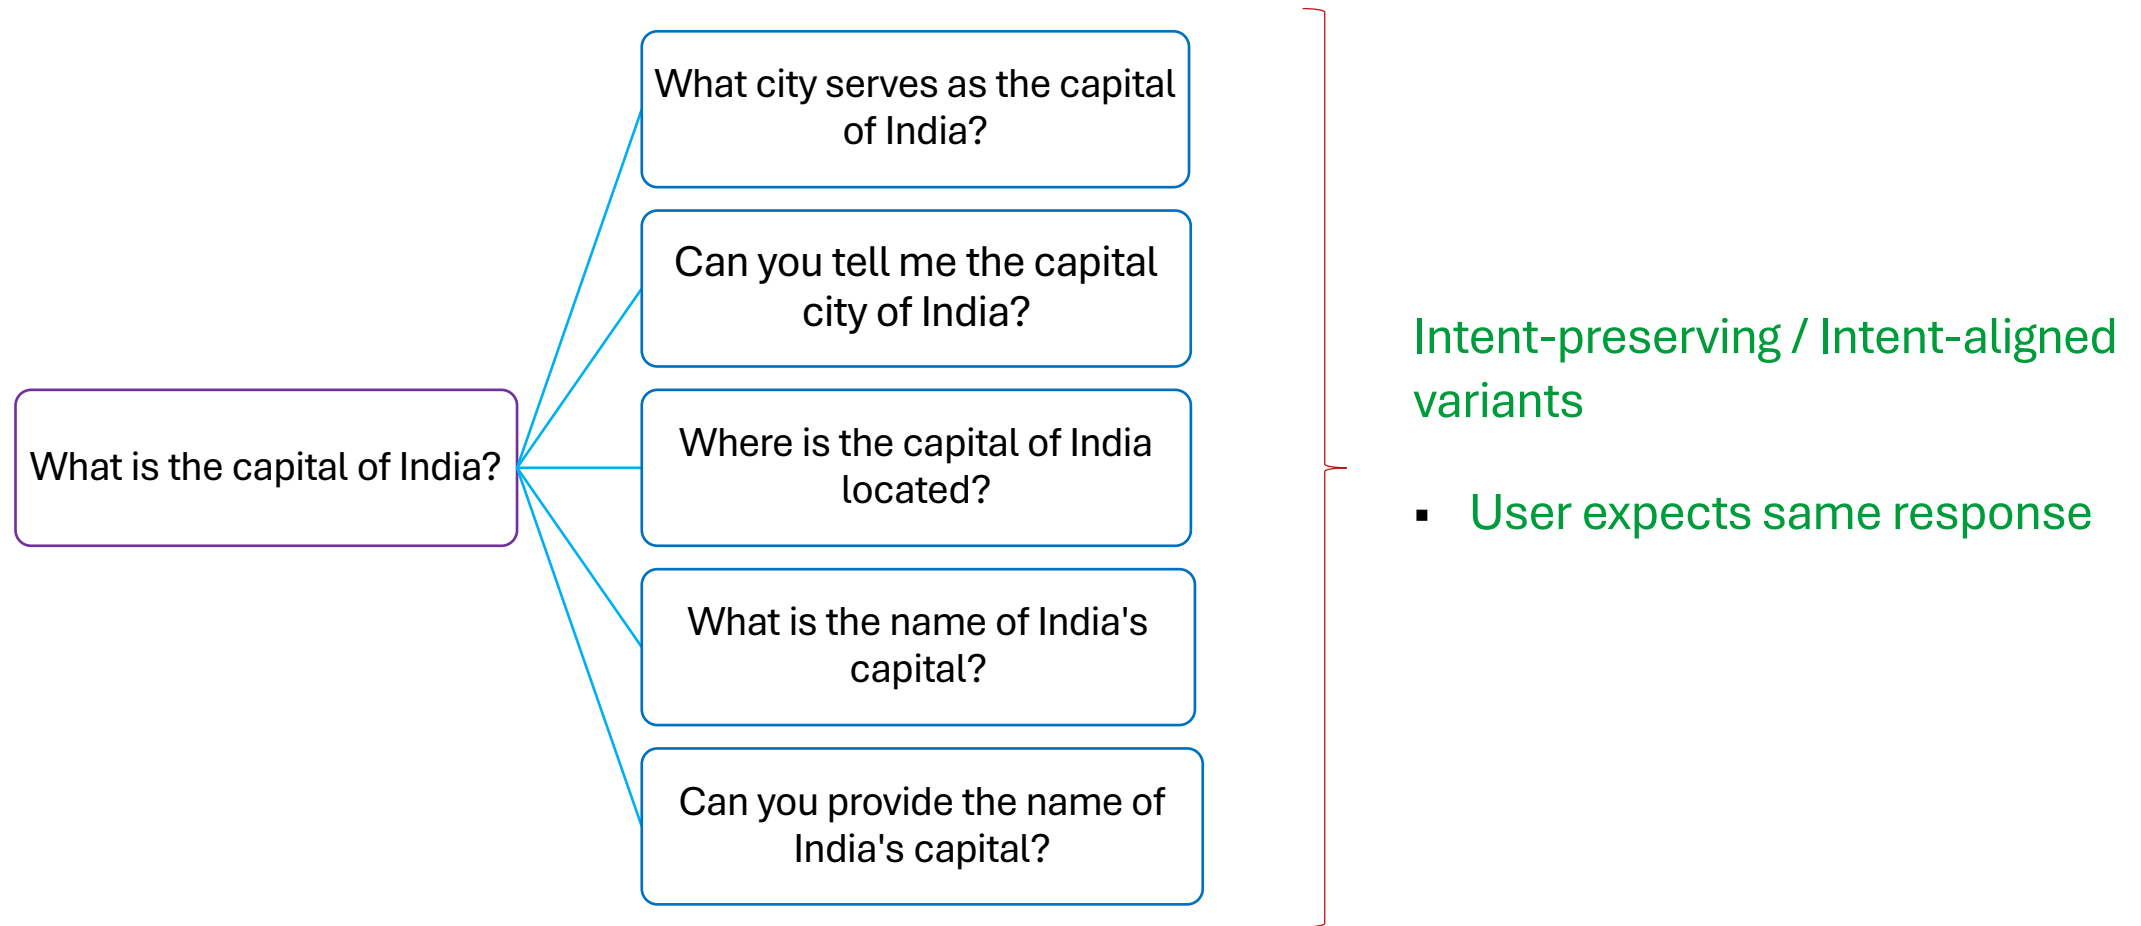 What is the capital of India?
What city serves as the capital
of India?
Can you tell me the capital
city of India?
Where is the capital of India
located?
What is the name of India's
capital?
Can you provide the name of
India's capital?
Intent-preserving / Intent-aligned
variants
▪ User expects same response